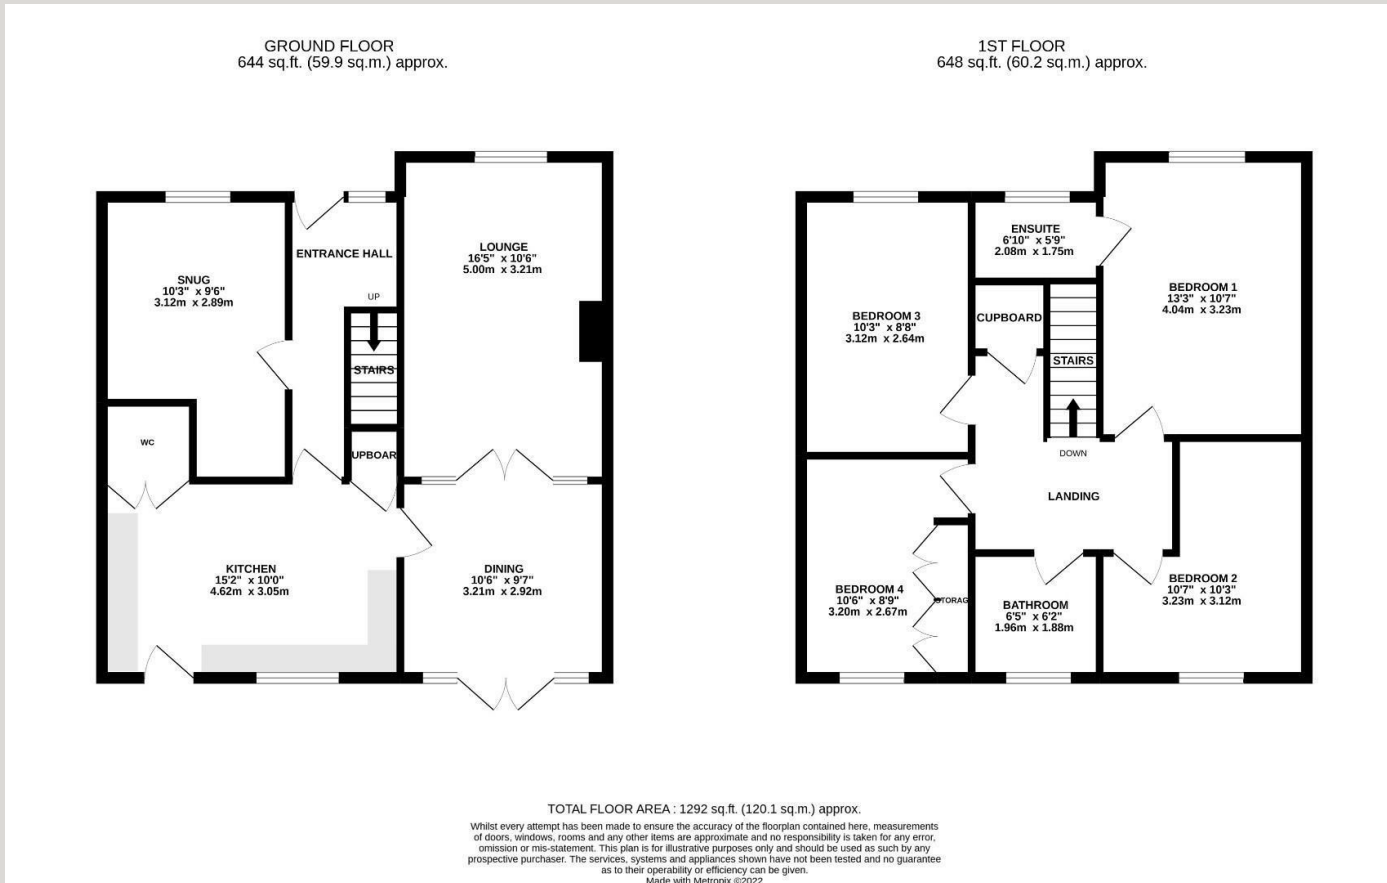 GROUND FLOOR
644 sq.ft. (59.9 sq.m.) approx.
1ST FLOOR
648 sq.ft. (60.2 sq.m.) approx.
LOUNGE
16'5" x 10'6"
5.00m x 3.21m
ENTRANCE HALL
SNUG
10'3" x 9'6"
3.12m x 2.89m
UP
STAIRS
WC
UPBOAR
KITCHEN
15'2" x 10'0"
4.62m x 3.05m
DINING
10'6" x 9'7"
3.21m x 2.92m
ENSUITE
6'10" x 5'9"
2.08m x 1.75m
BEDROOM 1
13'3" x 10'7"
4.04m x 3.23m
BEDROOM 3
10'3" x 8'8"
3.12m x 2.64m
CUPBOARD
STAIRS
DOWN
LANDING
BEDROOM 4
10'6" x 8'9"
3.20m x 2.67m
STORAG
BATHROOM
6'5" x 6'2"
1.96m x 1.88m
BEDROOM 2
10'7" x 10'3"
3.23m x 3.12m
TOTAL FLOOR AREA : 1292 sq.ft. (120.1 sq.m.) approx.
Whilst every attempt has been made to ensure the accuracy of the floorplan contained here, measurements
of doors, windows, rooms and any other items are approximate and no responsibility is taken for any error,
omission or mis-statement. This plan is for illustrative purposes only and should be used as such by any
prospective purchaser. The services, systems and appliances shown have not been tested and no guarantee
as to their operability or efficiency can be given.
Made with Metropix ©2022